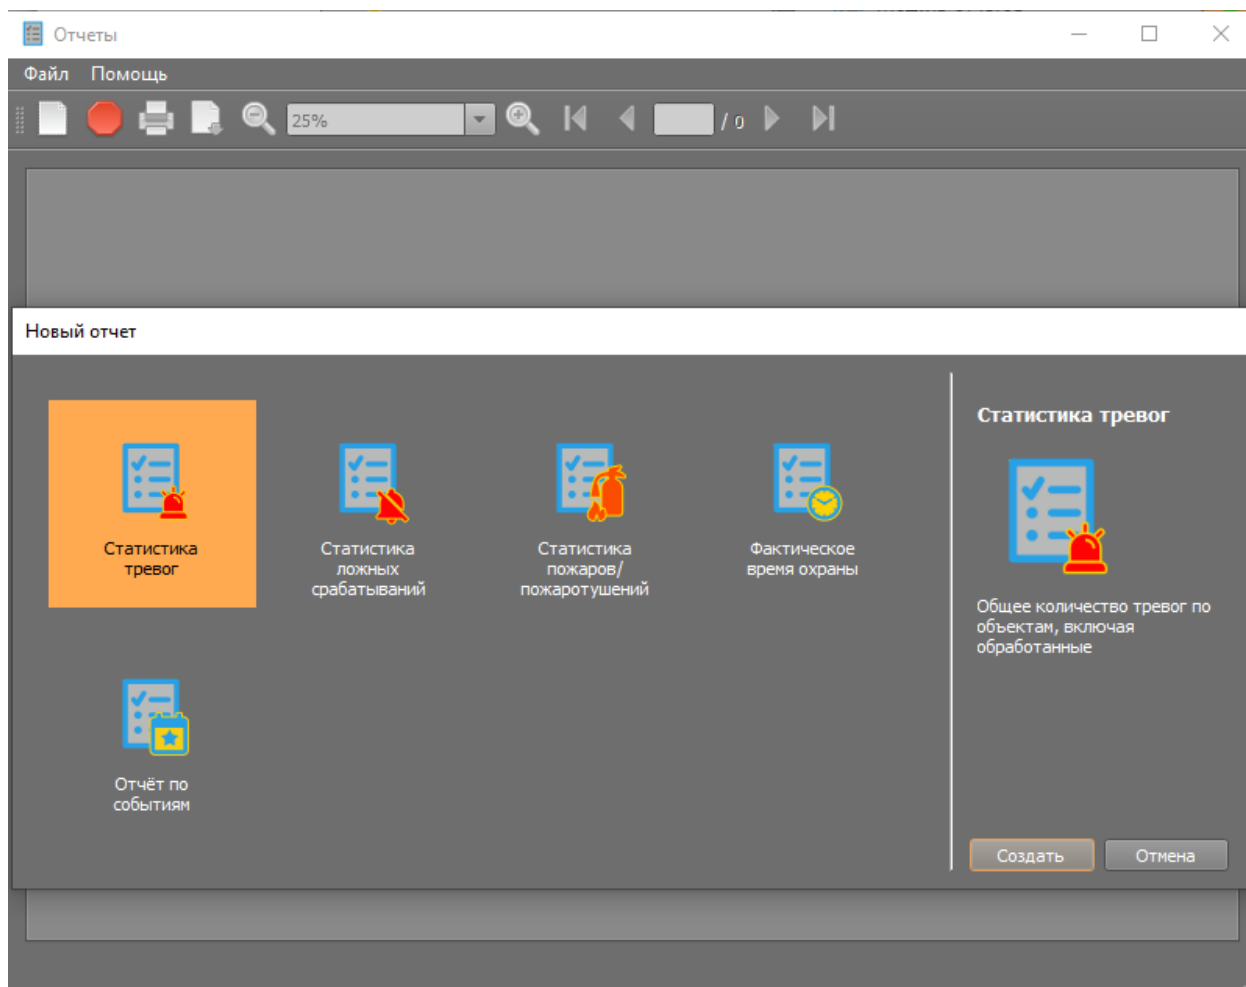 Отчеты
Файл Помощь
25%
/ 0
Новый отчет
Статистика
тревог
Статистика
ложных
срабатываний
Статистика
пожаров/
пожаротушений
Фактическое
время охраны
Отчёт по
событиям
Статистика тревог
Общее количество тревог по
объектам, включая
обработанные
Создать
Отмена